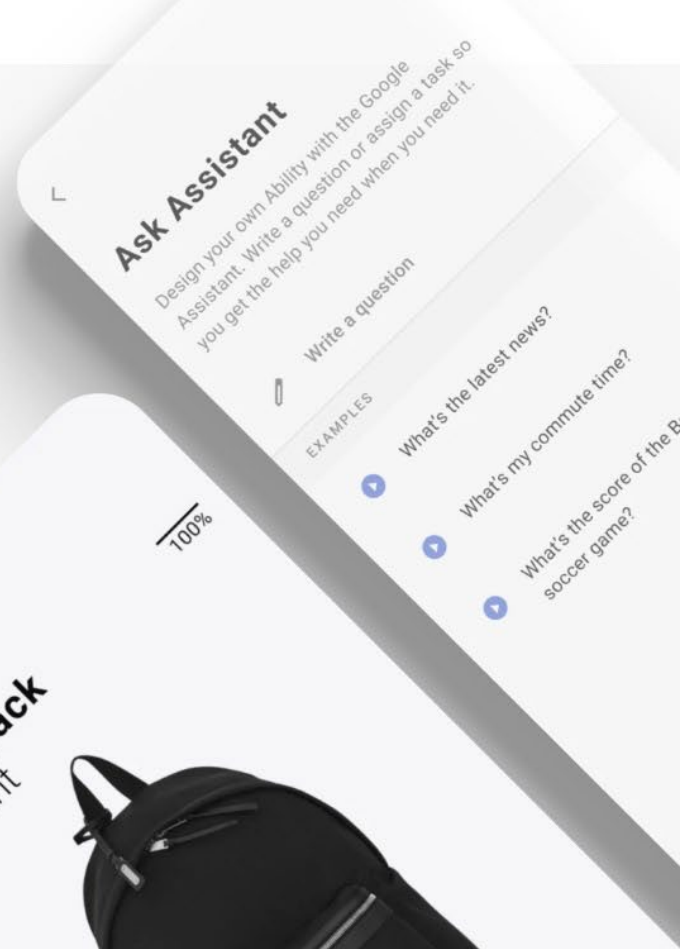 Ask Assistant
Design your own Ability with the Google
Assistant. Write a question or assign a task so
you get the help you need when you need it.
Write a question
EXAMPLES
What's the latest news?
What's my commute time?
What's the score of the
soccer game?
100%